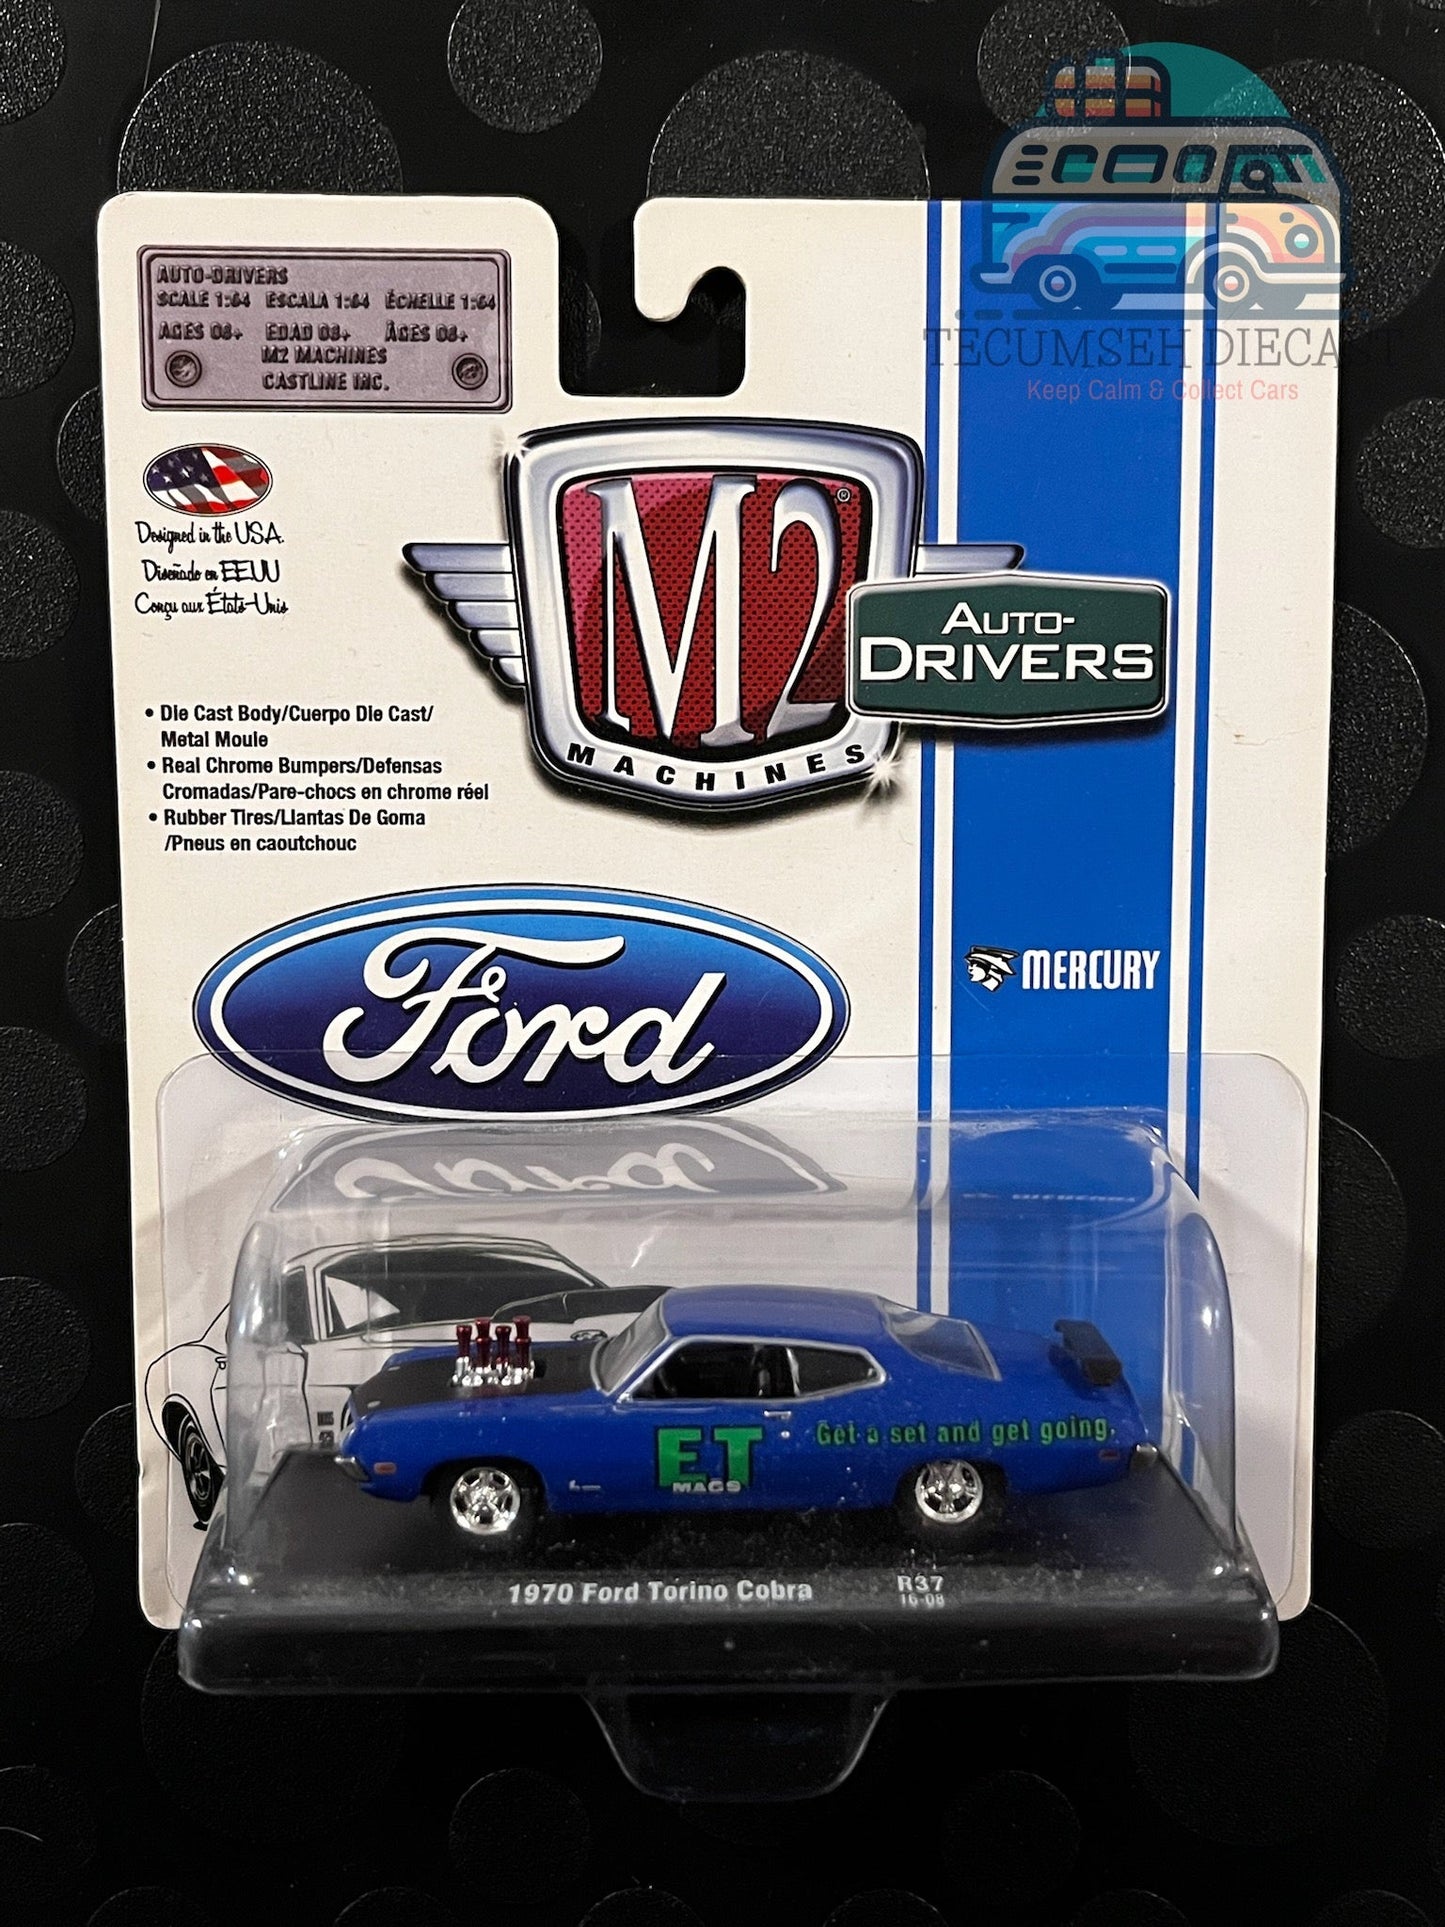 TECUMSEH DIECAST
Keep Calm & Collect Cars
AUTO-DRIVERS
SCALE 1:64 ESCALA 1:64 ÉCHELLE 1:64
AGES 08+ EDAD 08+ ÂGES 08+
M2 MACHINES
CASTLINE INC.
Designed in the USA.
Diseñado en EEUU
Conçu aux États-Unis
M2®
MACHINES
AUTO-
DRIVERS
• Die Cast Body/Cuerpo Die Cast/
Metal Moule
• Real Chrome Bumpers/Defensas
Cromadas/Pare-chocs en chrome réel
• Rubber Tires/Llantas De Goma
/Pneus en caoutchouc
Ford
MERCURY
ET
MAGS
Get a set and get going.
1970 Ford Torino Cobra
R37
16-08